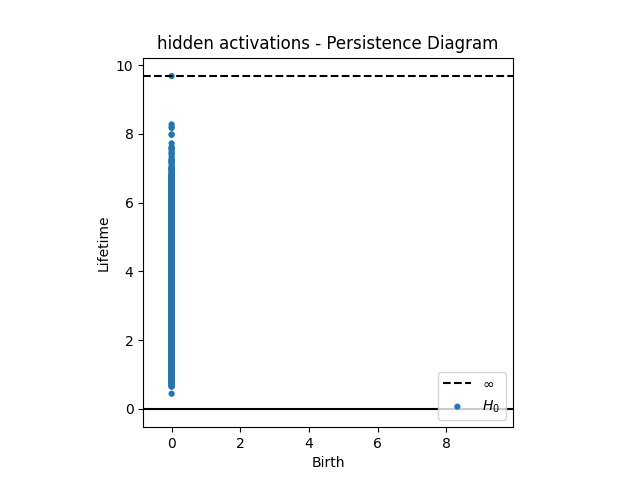 hidden activations - Persistence Diagram
10
8
6
4
2
0
Lifetime
∞
H₀
0 2 4 6 8
Birth